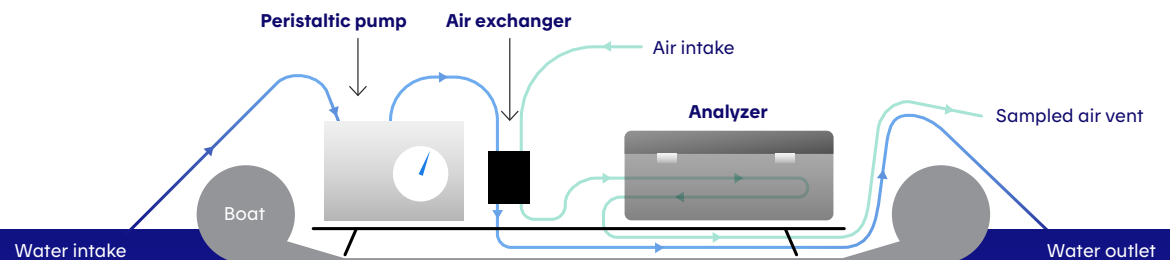 Peristaltic pump
Air exchanger
Air intake
Analyzer
Sampled air vent
Boat
Water intake
Water outlet